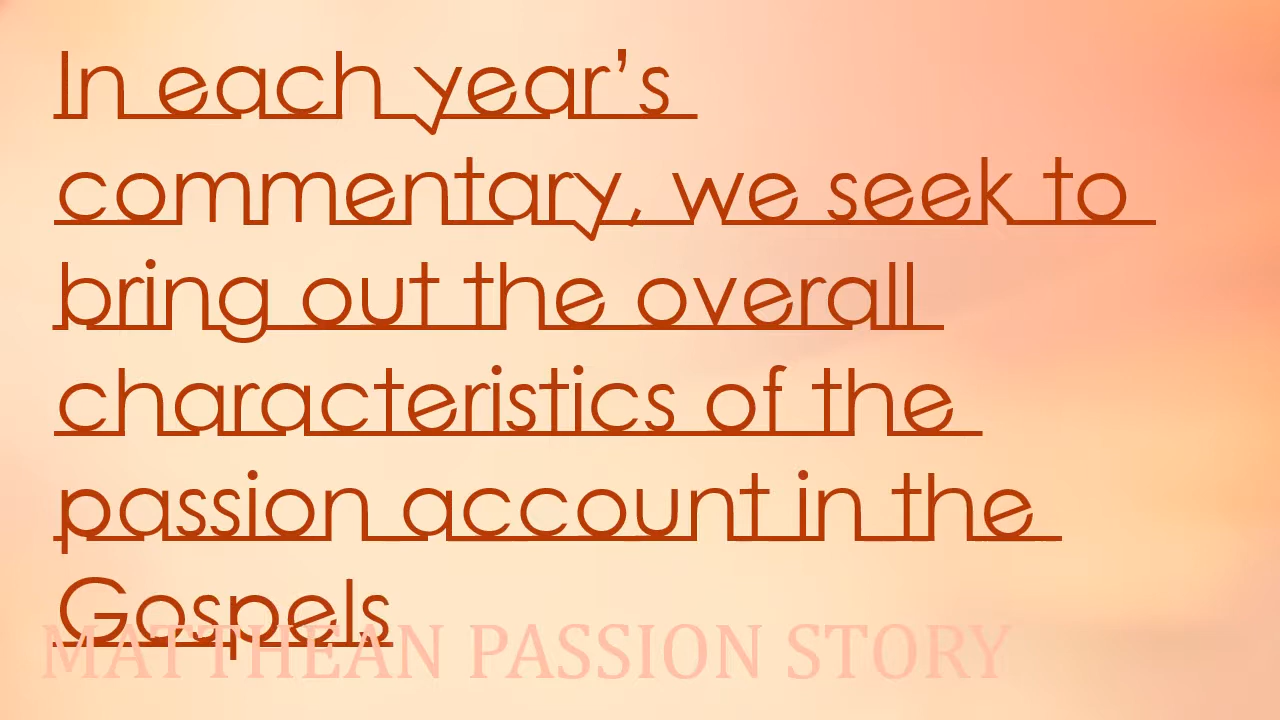 In each year’s
commentary, we seek to
bring out the overall
characteristics of the
passion account in the
Gospels
MATTHEAN PASSION STORY